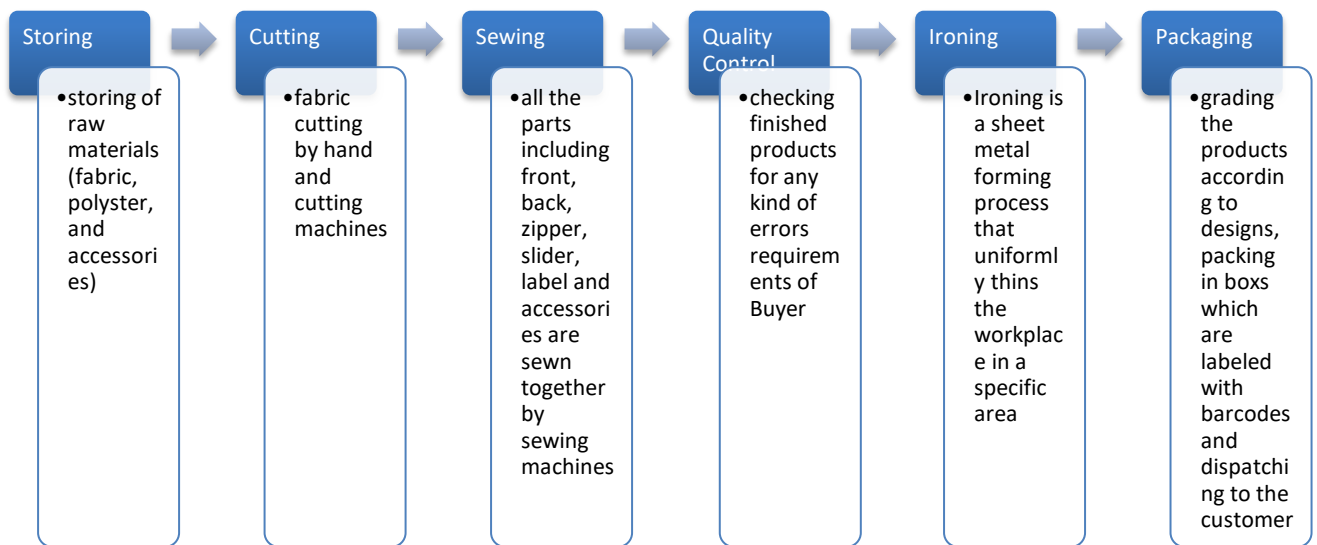 Storing
•storing of
raw
materials
(fabric,
polyster,
and
accessori
es)
Cutting
•fabric
cutting
by hand
and
cutting
machines
Sewing
•all the
parts
including
front,
back,
zipper,
slider,
label and
accessori
es are
sewn
together
by
sewing
machines
Quality
Control
•checking
finished
products
for any
kind of
errors
requirem
ents of
Buyer
Ironing
•Ironing is
a sheet
metal
forming
process
that
uniforml
y thins
the
workplac
e in a
specific
area
Packaging
•grading
the
products
accordin
g to
designs,
packing
in boxs
which
are
labeled
with
barcodes
and
dispatchi
ng to the
customer